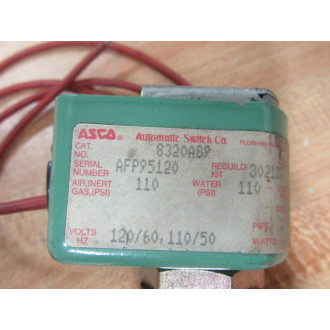 ASCO® Automatic Switch Co.
CAT. NO. 8320A89
SERIAL NUMBER AFP95120 REBUILD KIT
AIR,INERT GAS,(PSI) 110 WATER (PSI) 110
VOLTS HZ 120/60,110/50